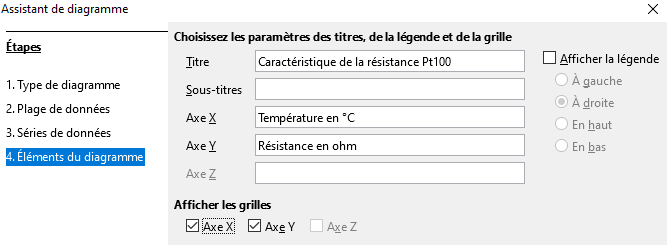 Assistant de diagramme
Étapes
1. Type de diagramme
2. Plage de données
3. Séries de données
4. Éléments du diagramme
Choisissez les paramètres des titres, de la légende et de la grille
Titre
Caractéristique de la résistance Pt100
Sous-titres
Axe X
Température en °C
Axe Y
Résistance en ohm
Axe Z
Afficher la légende
À gauche
À droite
En haut
En bas
Afficher les grilles
Axe X Axe Y Axe Z